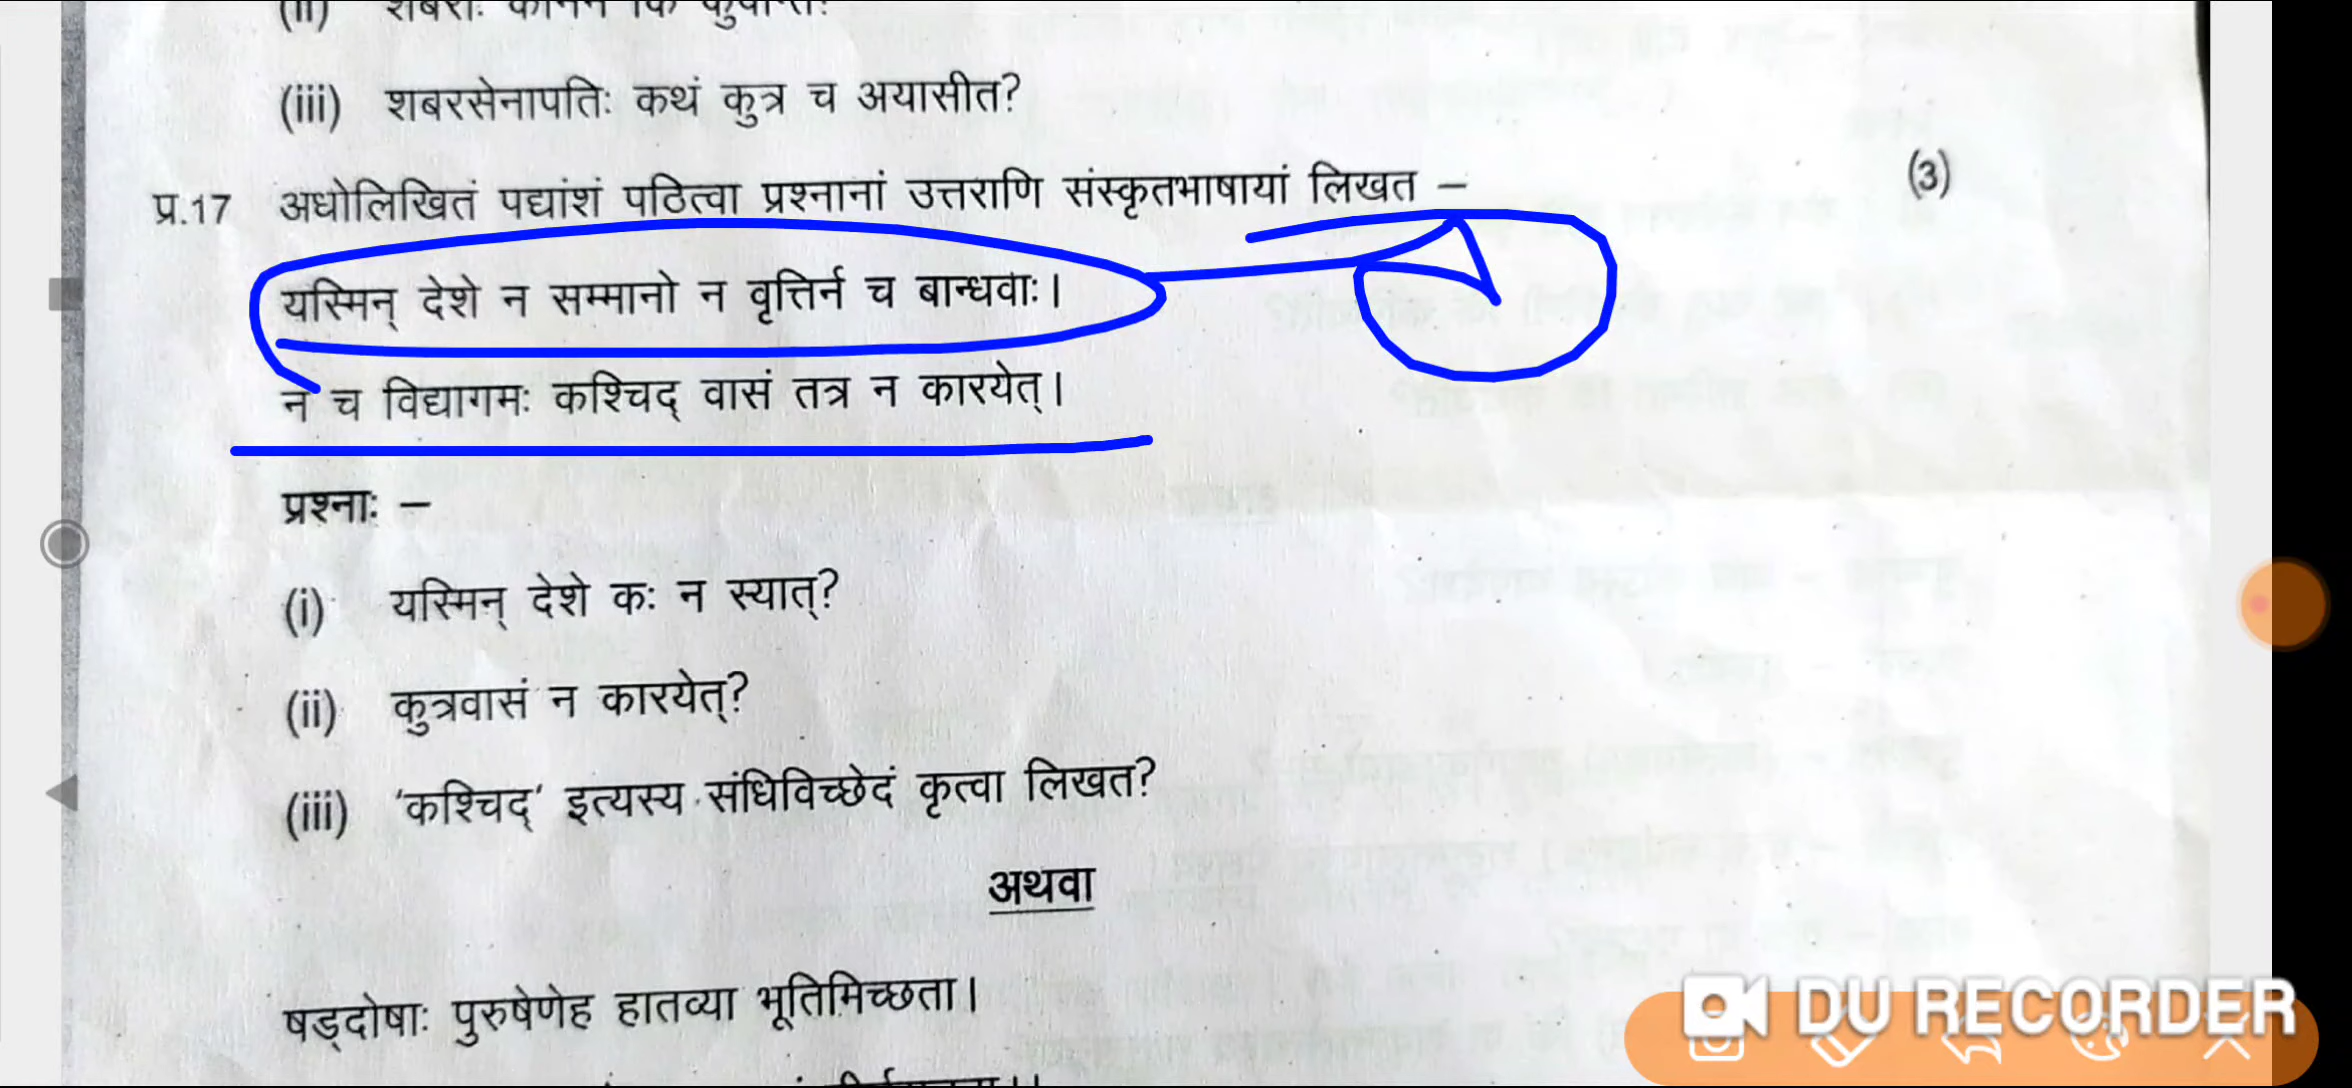 (iii) शबरसेनापतिः कथं कुत्र च अयासीत?
प्र.17 अधोलिखितं पद्यांशं पठित्वा प्रश्नानां उत्तराणि संस्कृतभाषायां लिखत – (3)
यस्मिन् देशे न सम्मानो न वृत्तिर्न च बान्धवाः।
न च विद्यागमः कश्चिद् वासं तत्र न कारयेत्।
प्रश्नाः –
(i) यस्मिन् देशे कः न स्यात्?
(ii) कुत्रवासं न कारयेत्?
(iii) ‘कश्चिद्’ इत्यस्य संधिविच्छेदं कृत्वा लिखत?
अथवा
षड्दोषाः पुरुषेणेह हातव्या भूतिमिच्छता।
DU RECORDER